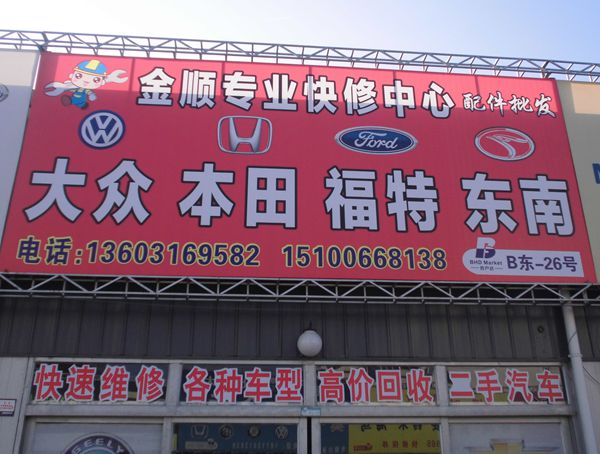 金顺专业快修中心 配件批发
Ford
大众 本田 福特 东南
电话:13603169582 15100668138
BHD Market
B东-26号
快速维修 各种车型 高价回收 二手汽车
GEELY